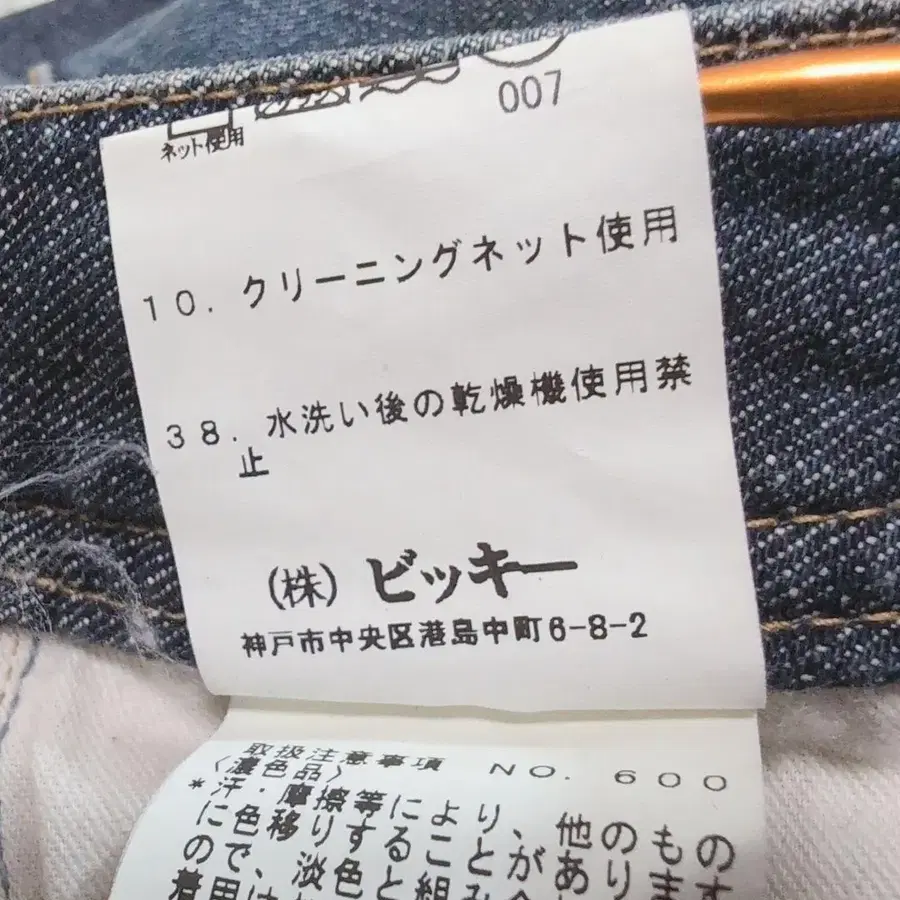 ネット使用
007
10. クリーニングネット使用
38. 水洗い後の乾燥機使用禁
止
(株) ビッキー
神戸市中央区港島中町6-8-2
取扱注意事項 NO. 600
〈濃色品〉
*汗・摩擦等により、他のもの
に色移りすることがあります
ので、淡色と組み
着用